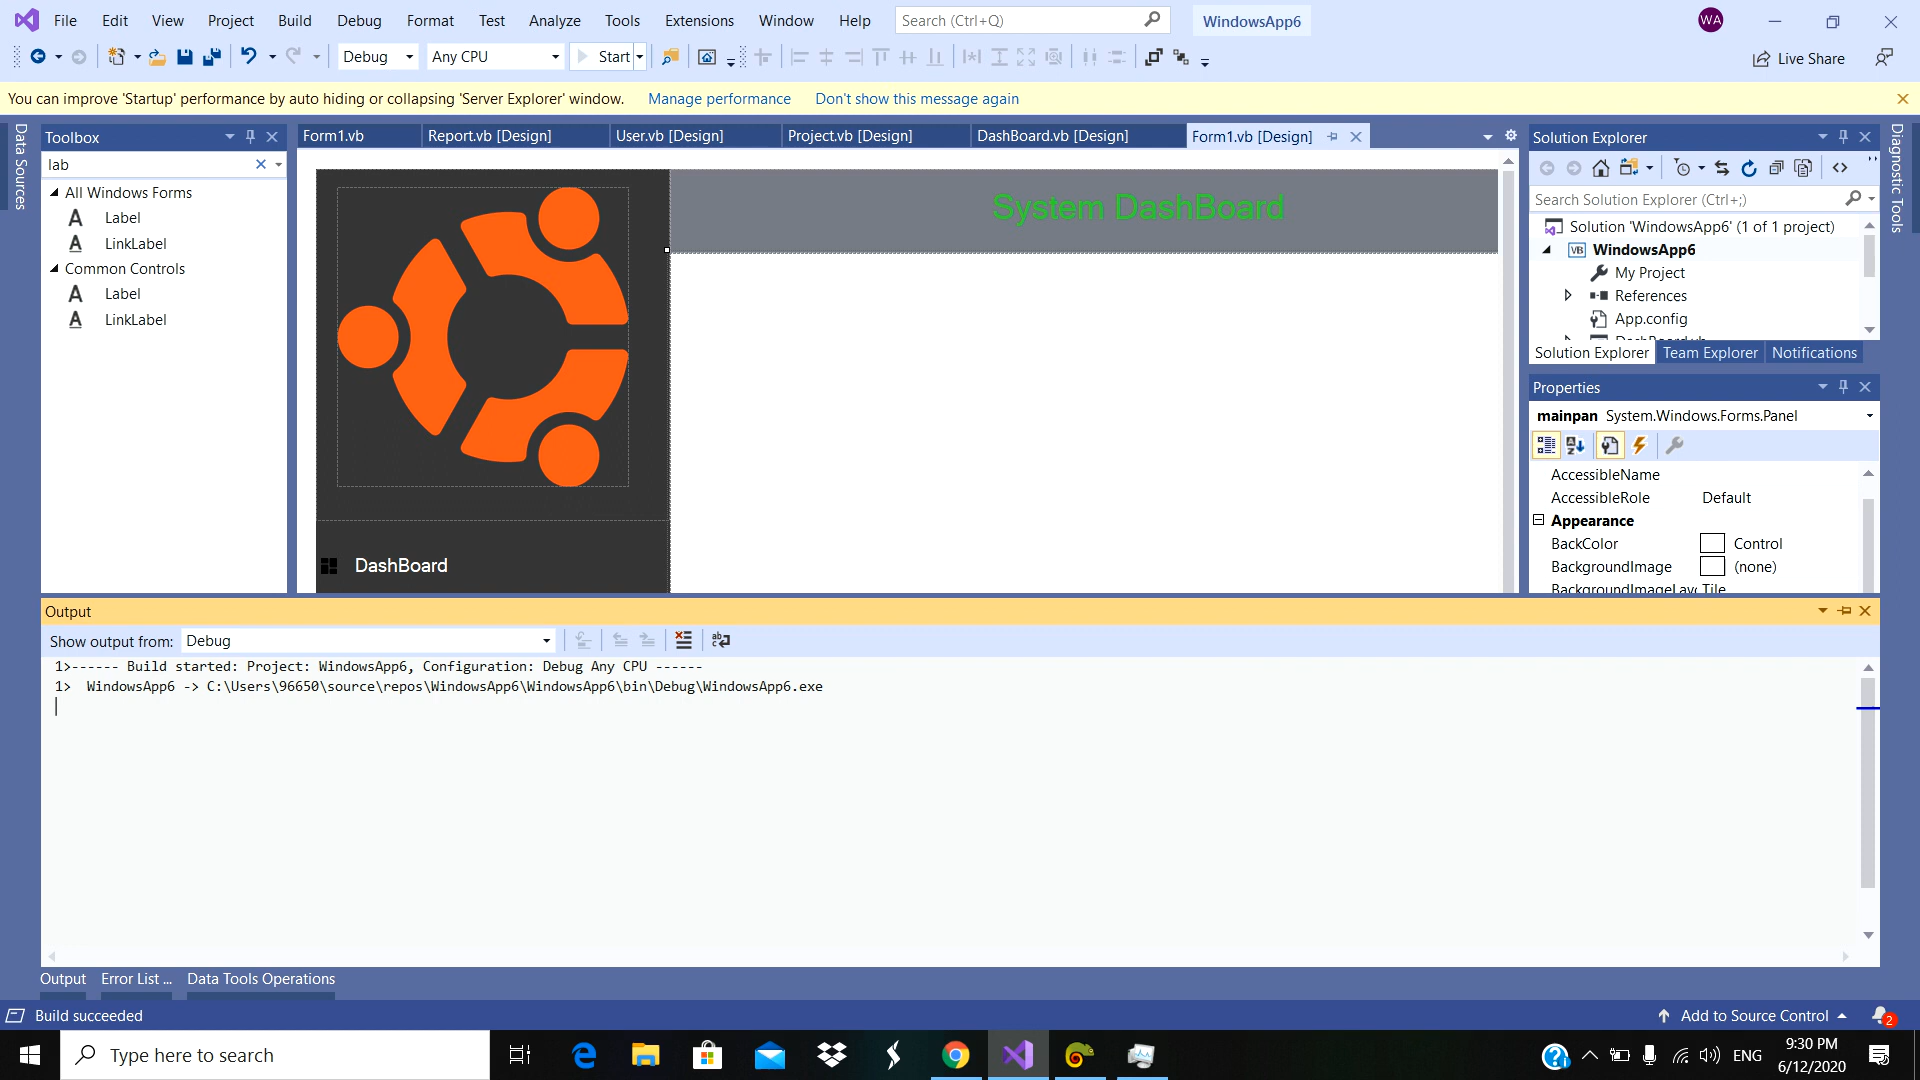 File Edit View Project Build Debug Format Test Analyze Tools Extensions Window Help Search (Ctrl+Q) WindowsApp6 WA
Debug Any CPU Start Live Share
You can improve 'Startup' performance by auto hiding or collapsing 'Server Explorer' window. Manage performance Don't show this message again
Data Sources
Toolbox
lab
All Windows Forms
Label
LinkLabel
Common Controls
Label
LinkLabel
Form1.vb Report.vb [Design] User.vb [Design] Project.vb [Design] DashBoard.vb [Design] Form1.vb [Design]
System DashBoard
DashBoard
Solution Explorer
Search Solution Explorer (Ctrl+;)
Solution 'WindowsApp6' (1 of 1 project)
VB WindowsApp6
My Project
References
App.config
DashBoard.vb
Solution Explorer Team Explorer Notifications
Diagnostic Tools
Properties
mainpan System.Windows.Forms.Panel
AccessibleName
AccessibleRole Default
Appearance
BackColor Control
BackgroundImage (none)
BackgroundImageLayc Tile
Output
Show output from: Debug
1>------ Build started: Project: WindowsApp6, Configuration: Debug Any CPU ------
1> WindowsApp6 -> C:\Users\96650\source\repos\WindowsApp6\WindowsApp6\bin\Debug\WindowsApp6.exe
Output Error List ... Data Tools Operations
Build succeeded Add to Source Control 2
Type here to search ENG 9:30 PM
6/12/2020